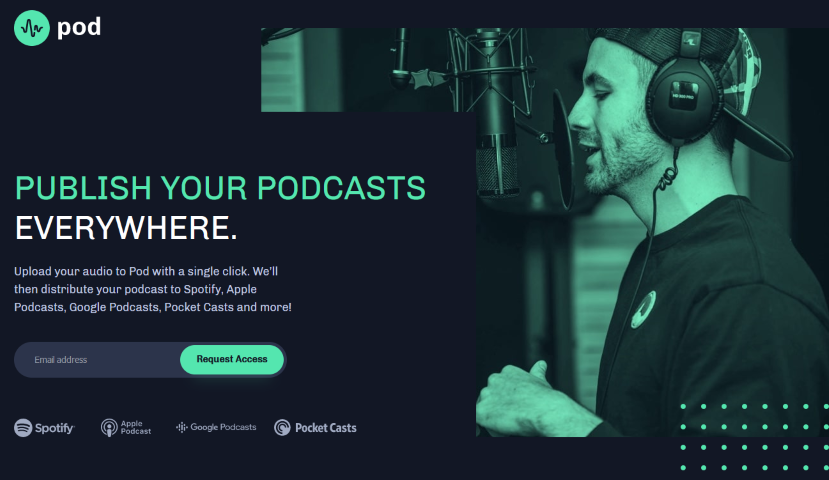 pod
PUBLISH YOUR PODCASTS
EVERYWHERE.
Upload your audio to Pod with a single click. We'll
then distribute your podcast to Spotify, Apple
Podcasts, Google Podcasts, Pocket Casts and more!
Email address
Request Access
Spotify
Apple
Podcast
Google Podcasts
Pocket Casts